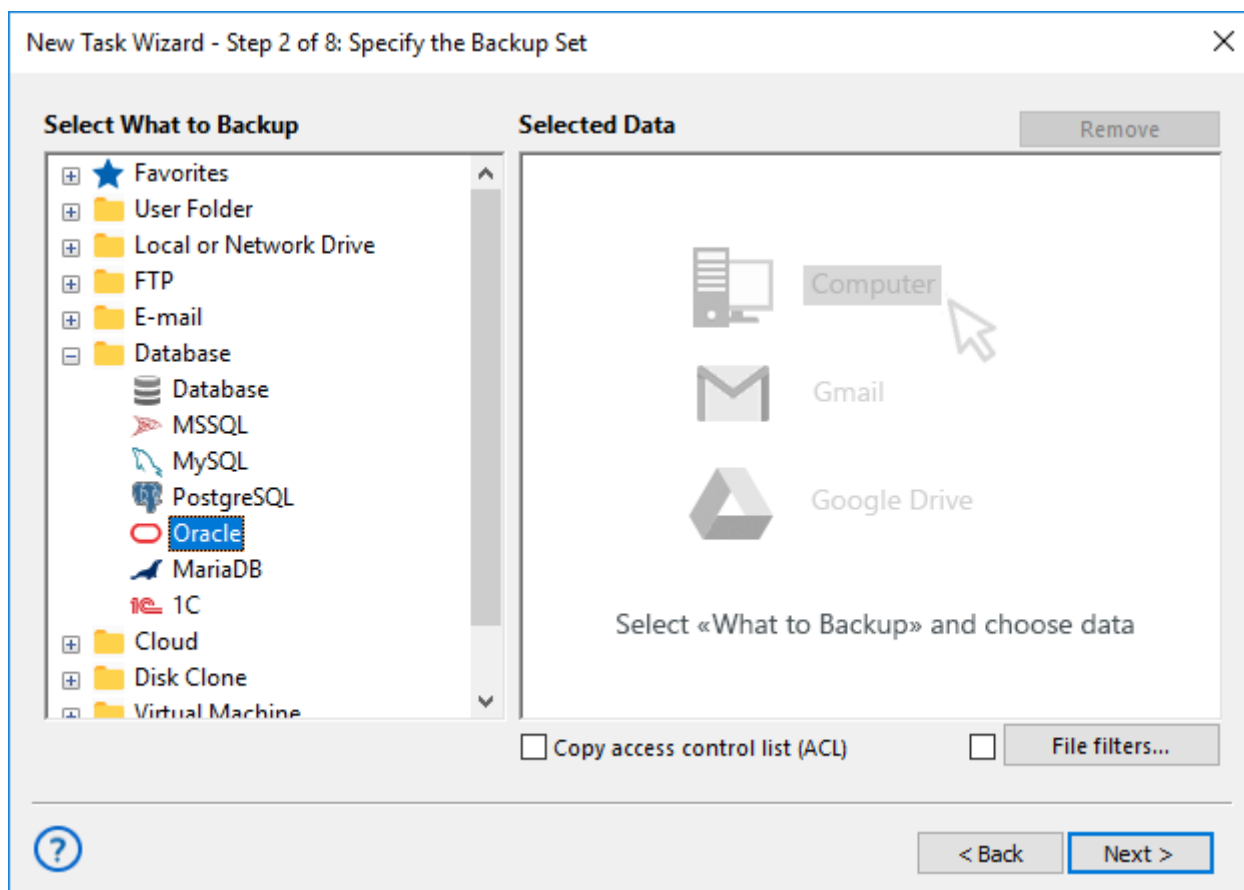 New Task Wizard - Step 2 of 8: Specify the Backup Set
Select What to Backup
Favorites
User Folder
Local or Network Drive
FTP
E-mail
Database
Database
MSSQL
MySQL
PostgreSQL
Oracle
MariaDB
1C
Cloud
Disk Clone
Virtual Machine
Selected Data
Remove
Computer
Gmail
Google Drive
Select «What to Backup» and choose data
Copy access control list (ACL)
File filters...
?
< Back
Next >